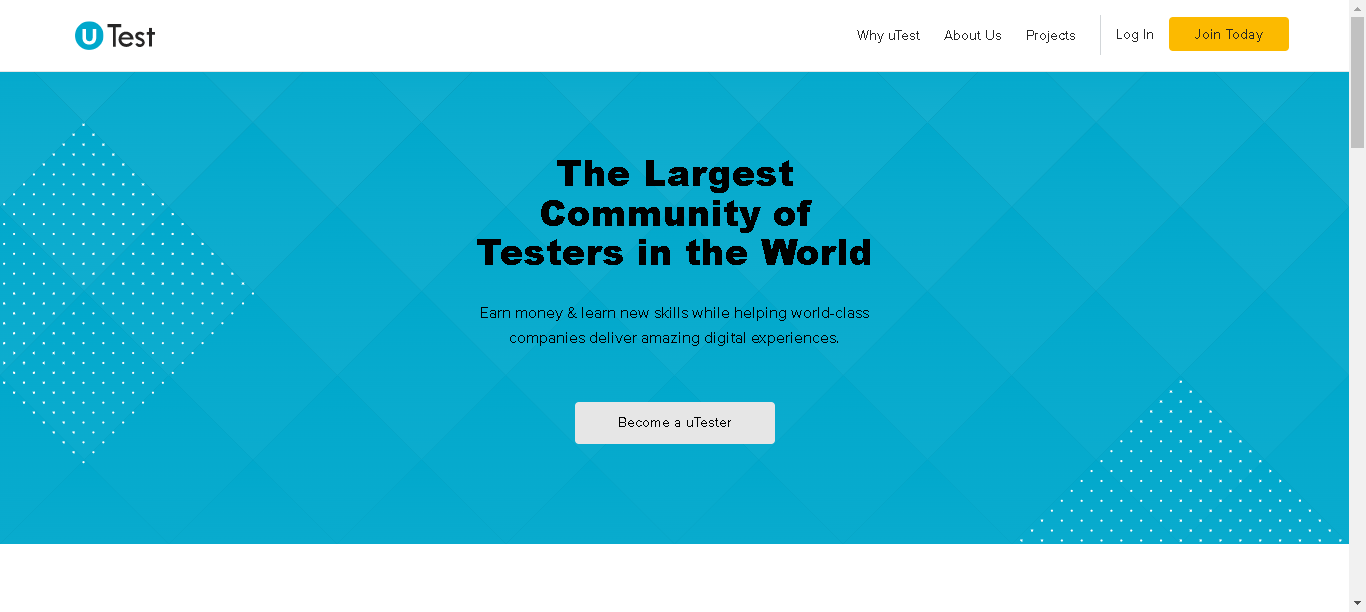 uTest
Why uTest
About Us
Projects
Log In
Join Today
The Largest
Community of
Testers in the World
Earn money & learn new skills while helping world-class
companies deliver amazing digital experiences.
Become a uTester